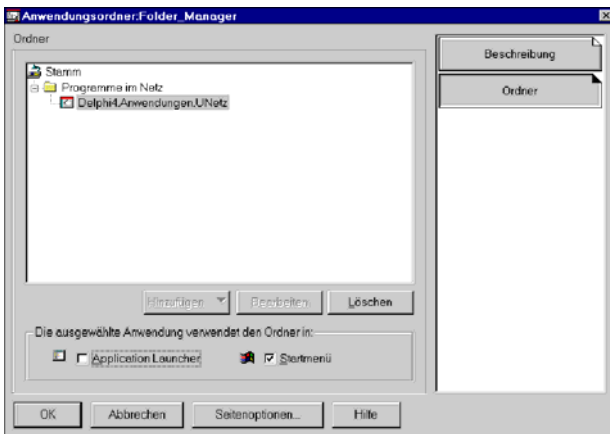 Anwendungsordner:Folder_Manager
Ordner
Stamm
Programme im Netz
Delphi4.Anwendungen.UNetz
Hinzufügen
Bearbeiten
Löschen
Die ausgewählte Anwendung verwendet den Ordner in:
Application Launcher
Startmenü
OK
Abbrechen
Seitenoptionen...
Hilfe
Beschreibung
Ordner